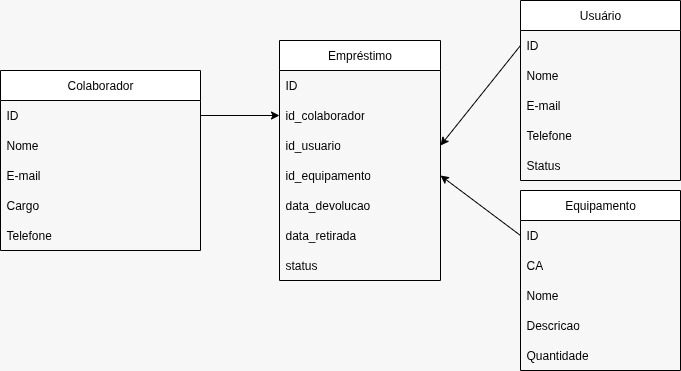 Colaborador
ID
Nome
E-mail
Cargo
Telefone
Empréstimo
ID
id_colaborador
id_usuario
id_equipamento
data_devolucao
data_retirada
status
Usuário
ID
Nome
E-mail
Telefone
Status
Equipamento
ID
CA
Nome
Descricao
Quantidade